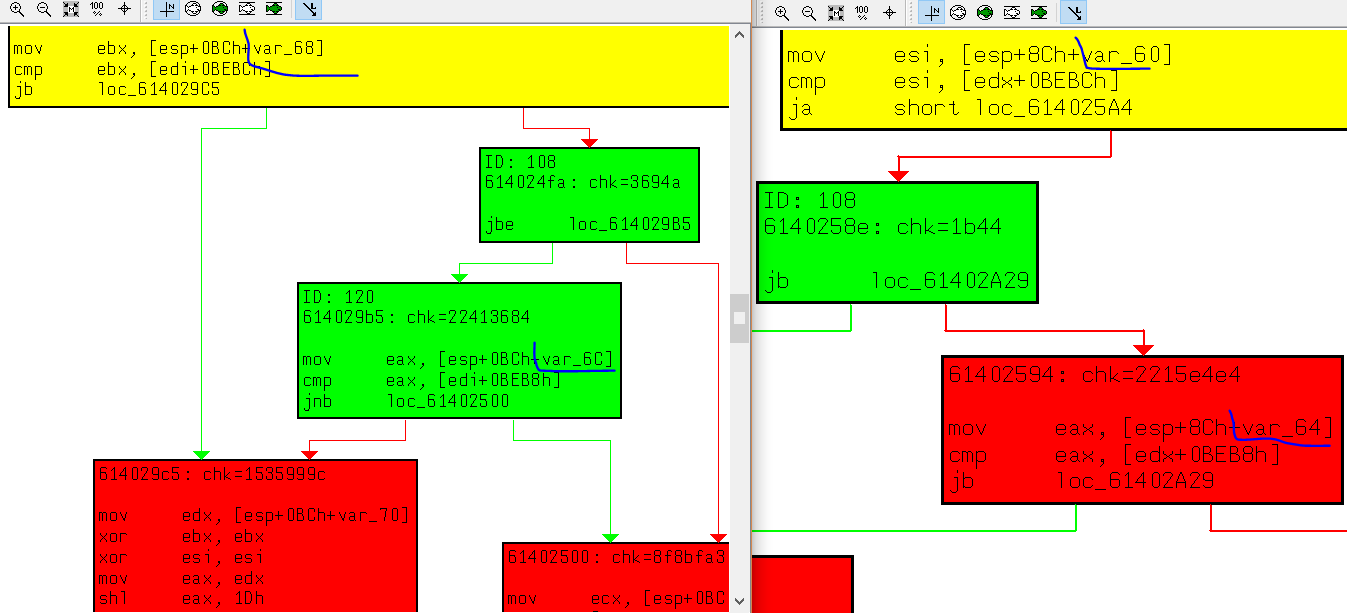 100
%
mov ebx, [esp+0BCh+var_68]
cmp ebx, [edi+0BEBCh]
jb loc_614029C5
ID: 108
614024fa: chk=3694a
jbe loc_614029B5
ID: 120
614029b5: chk=22413684
mov eax, [esp+0BCh+var_6C]
cmp eax, [edi+0BEB8h]
jnb loc_61402500
614029c5: chk=1535999c
mov edx, [esp+0BCh+var_70]
xor ebx, ebx
xor esi, esi
mov eax, edx
shl eax, 1Dh
61402500: chk=8f6bfa3
mov ecx, [esp+0BC
100
%
mov esi, [esp+8Ch+var_60]
cmp esi, [edx+0BEBCh]
ja short loc_614025A4
ID: 108
6140258e: chk=1b44
jb loc_61402A29
61402594: chk=2215e4e4
mov eax, [esp+8Ch+var_64]
cmp eax, [edx+0BEB8h]
jb loc_61402A29